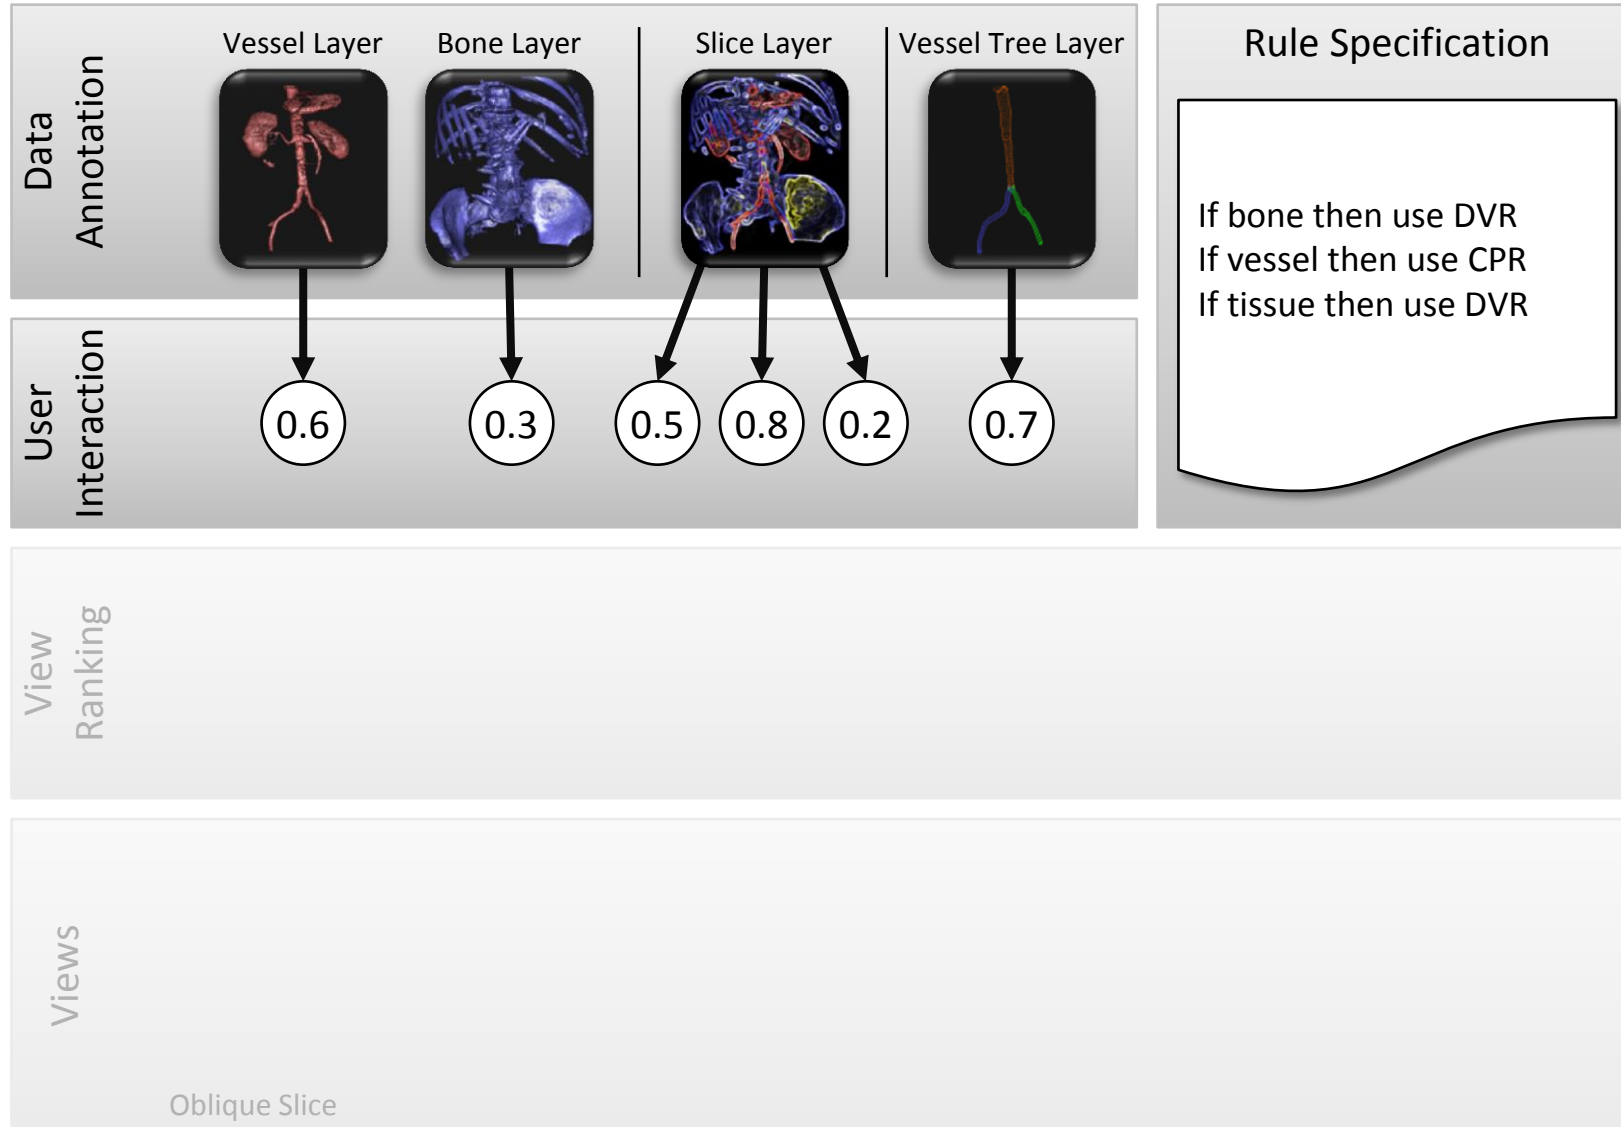 Data
Annotation
Vessel Layer
Bone Layer
Slice Layer
Vessel Tree Layer
Rule Specification
If bone then use DVR
If vessel then use CPR
If tissue then use DVR
User
Interaction
0.6
0.3
0.5
0.8
0.2
0.7
View
Ranking
Views
Oblique Slice